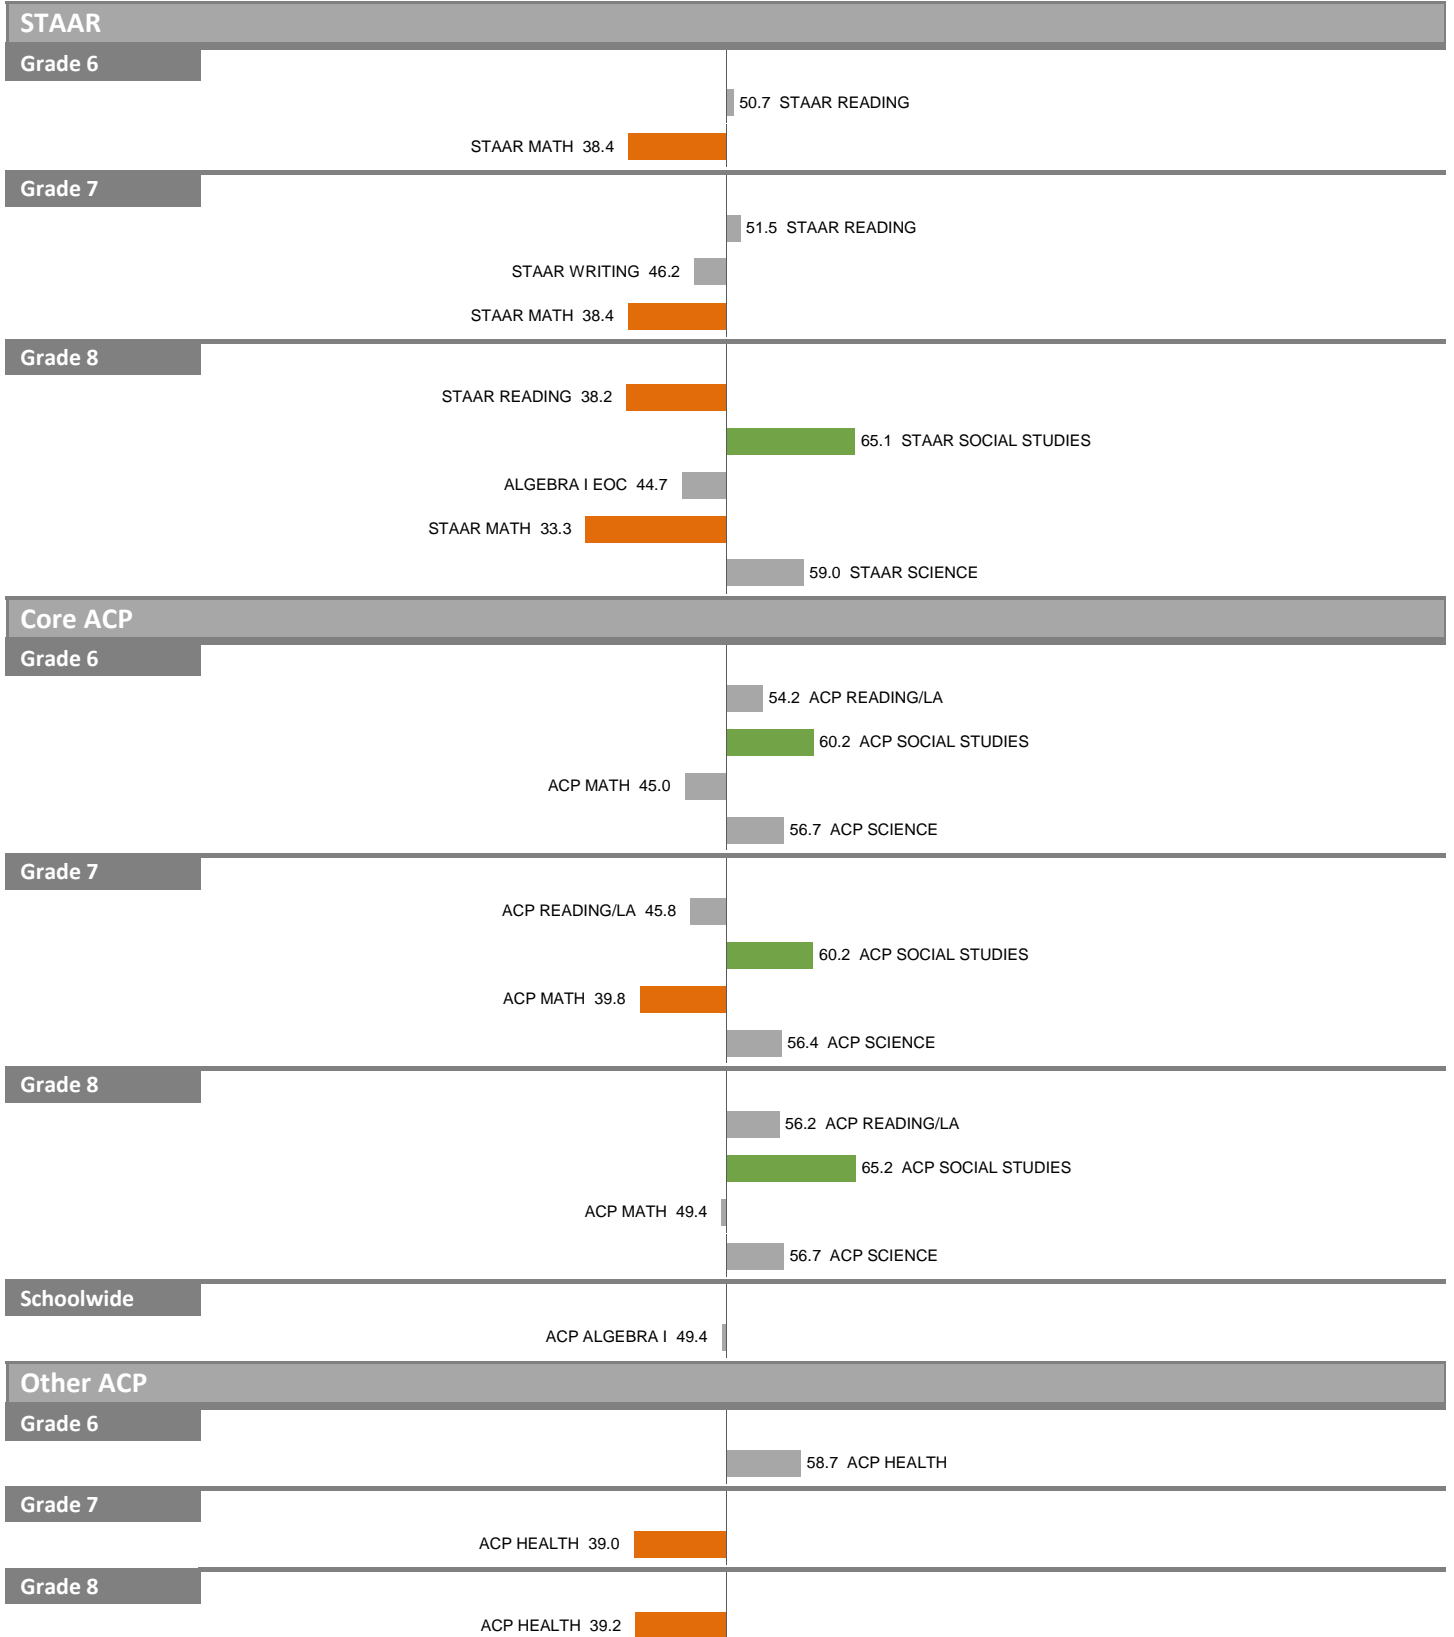 STAAR
Grade 6
50.7 STAAR READING
STAAR MATH 38.4
Grade 7
51.5 STAAR READING
STAAR WRITING 46.2
STAAR MATH 38.4
Grade 8
STAAR READING 38.2
65.1 STAAR SOCIAL STUDIES
ALGEBRA I EOC 44.7
STAAR MATH 33.3
59.0 STAAR SCIENCE
Core ACP
Grade 6
54.2 ACP READING/LA
60.2 ACP SOCIAL STUDIES
ACP MATH 45.0
56.7 ACP SCIENCE
Grade 7
ACP READING/LA 45.8
60.2 ACP SOCIAL STUDIES
ACP MATH 39.8
56.4 ACP SCIENCE
Grade 8
56.2 ACP READING/LA
65.2 ACP SOCIAL STUDIES
ACP MATH 49.4
56.7 ACP SCIENCE
Schoolwide
ACP ALGEBRA I 49.4
Other ACP
Grade 6
58.7 ACP HEALTH
Grade 7
ACP HEALTH 39.0
Grade 8
ACP HEALTH 39.2